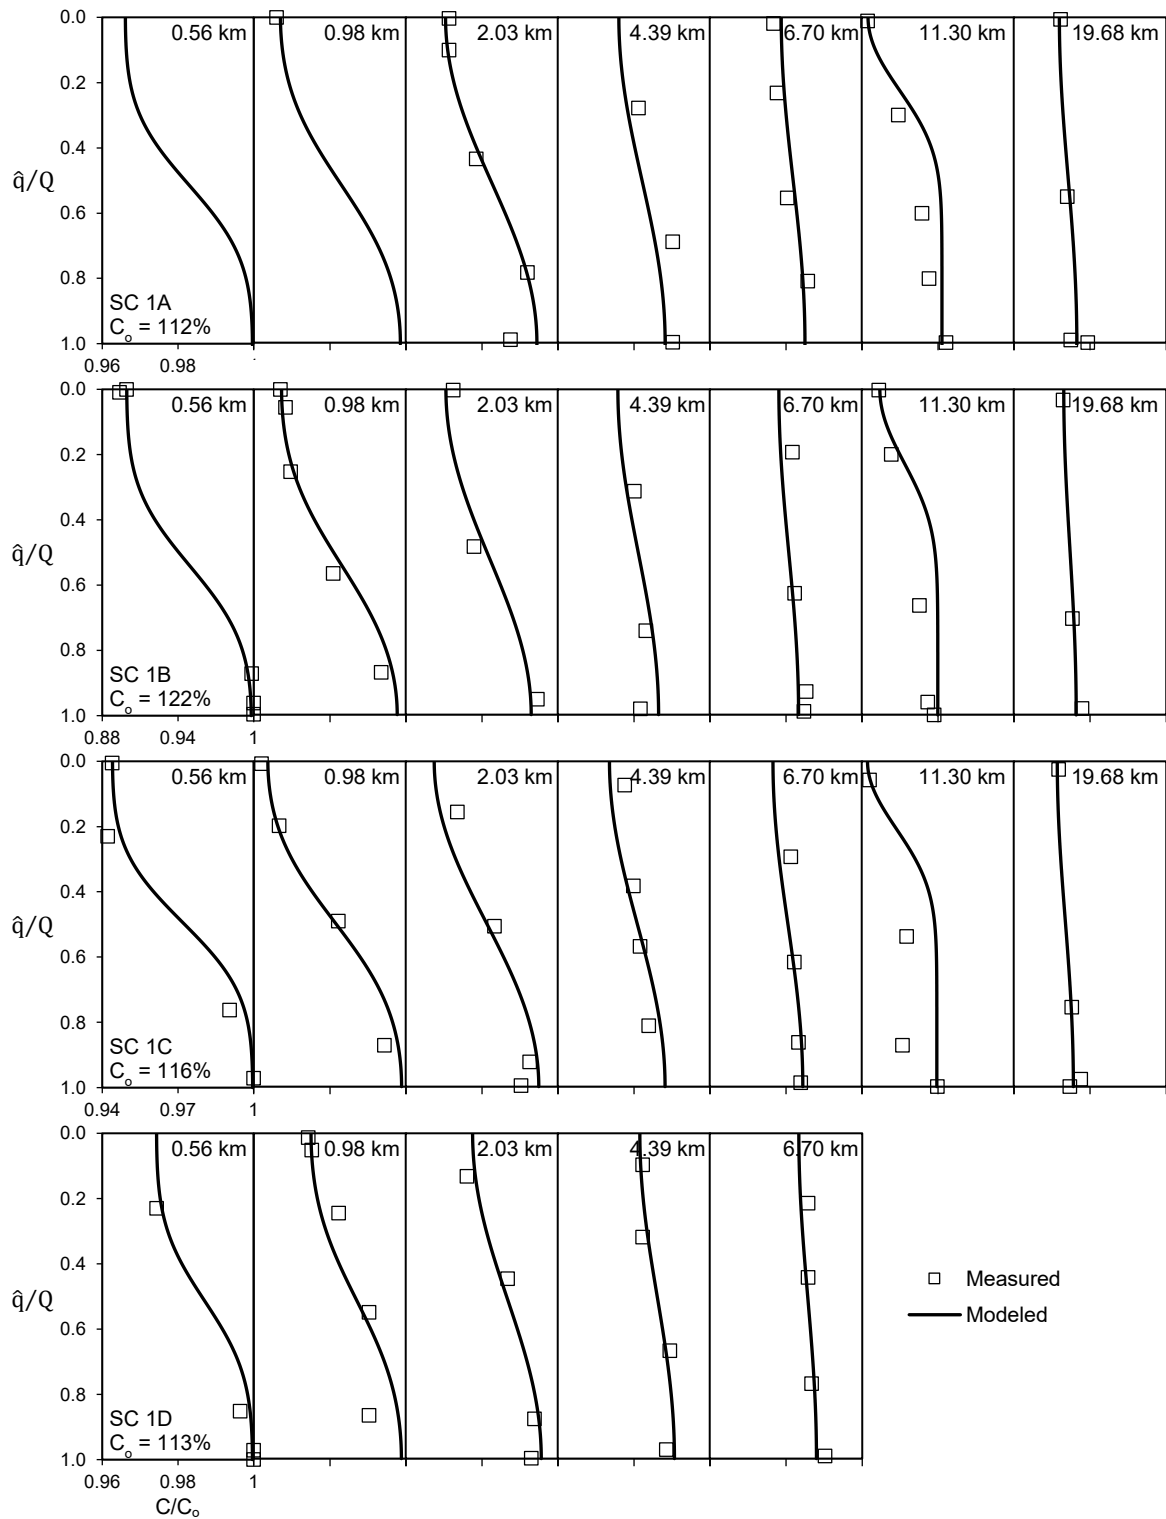 0.0
0.56 km 0.98 km 2.03 km 4.39 km 6.70 km 11.30 km 19.68 km
0.2
0.4
q̂/Q
0.6
0.8
SC 1A
Cₒ = 112%
1.0
0.96 0.98
0.0
0.56 km 0.98 km 2.03 km 4.39 km 6.70 km 11.30 km 19.68 km
0.2
0.4
q̂/Q
0.6
0.8
SC 1B
Cₒ = 122%
1.0
0.88 0.94 1
0.0
0.56 km 0.98 km 2.03 km 4.39 km 6.70 km 11.30 km 19.68 km
0.2
0.4
q̂/Q
0.6
0.8
SC 1C
Cₒ = 116%
1.0
0.94 0.97 1
0.0
0.56 km 0.98 km 2.03 km 4.39 km 6.70 km
0.2
0.4
q̂/Q
0.6
0.8
SC 1D
Cₒ = 113%
1.0
0.96 0.98 1
C/Cₒ
Measured
Modeled